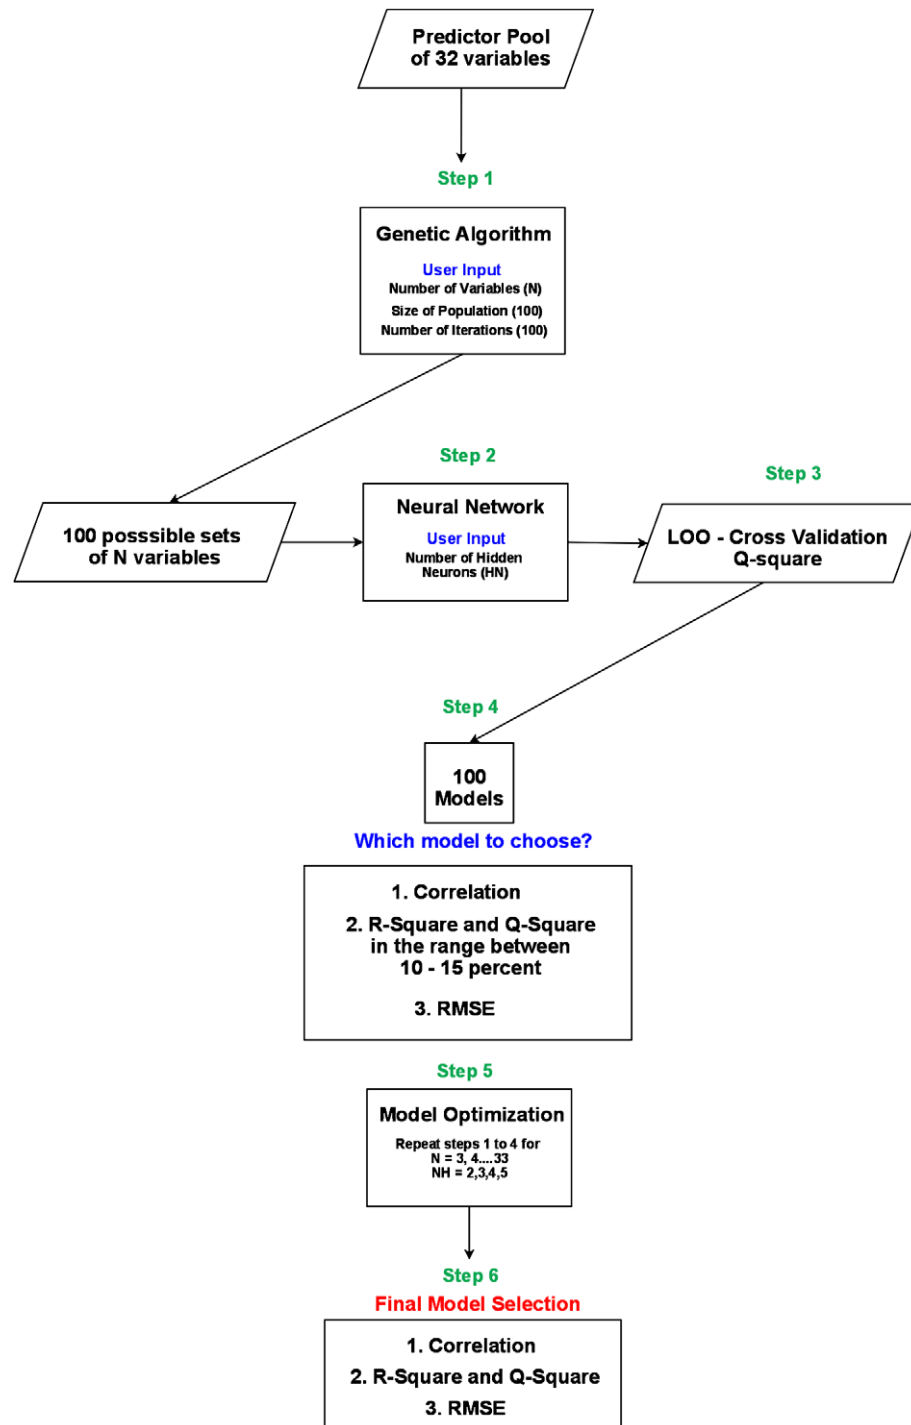 Predictor Pool
of 32 variables
Step 1
Genetic Algorithm
User Input
Number of Variables (N)
Size of Population (100)
Number of Iterations (100)
Step 2
Step 3
100 posssible sets
of N variables
Neural Network
User Input
Number of Hidden
Neurons (HN)
LOO - Cross Validation
Q-square
Step 4
100
Models
Which model to choose?
1. Correlation
2. R-Square and Q-Square
in the range between
10 - 15 percent
3. RMSE
Step 5
Model Optimization
Repeat steps 1 to 4 for
N = 3, 4....33
NH = 2,3,4,5
Step 6
Final Model Selection
1. Correlation
2. R-Square and Q-Square
3. RMSE